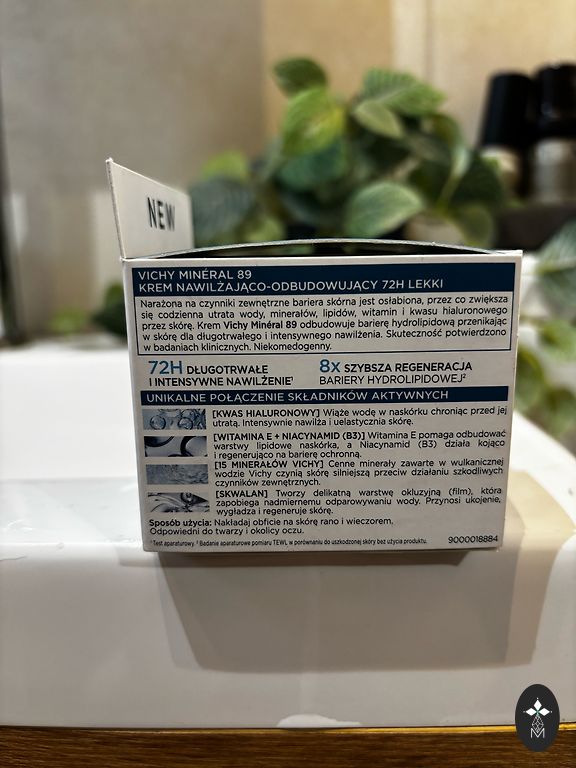 NEW
VICHY MINÉRAL 89
KREM NAWILŻAJĄCO-ODBUDOWUJĄCY 72H LEKKI
Narażona na czynniki zewnętrzne bariera skórna jest osłabiona, przez co zwiększa
się codzienna utrata wody, minerałów, lipidów, witamin i kwasu hialuronowego
przez skórę. Krem Vichy Minéral 89 odbudowuje barierę hydrolipidową przenikając
w skórę dla długotrwałego i intensywnego nawilżenia. Skuteczność potwierdzono
w badaniach klinicznych. Niekomedogenny.
72H DŁUGOTRWAŁE
I INTENSYWNE NAWILŻENIE¹
8x SZYBSZA REGENERACJA
BARIERY HYDROLIPIDOWEJ²
UNIKALNE POŁĄCZENIE SKŁADNIKÓW AKTYWNYCH
[KWAS HIALURONOWY] Wiąże wodę w naskórku chroniąc przed jej
utratą. Intensywnie nawilża i uelastycznia skórę.
[WITAMINA E + NIACYNAMID (B3)] Witamina E pomaga odbudować
warstwy lipidowe naskórka, a Niacynamid (B3) działa kojąco
i regenerująco na barierę ochronną.
[15 MINERAŁÓW VICHY] Cenne minerały zawarte w wulkanicznej
wodzie Vichy czynią skórę silniejszą przeciw działaniu szkodliwych
czynników zewnętrznych.
[SKWALAN] Tworzy delikatną warstwę okluzyjną (film), która
zapobiega nadmiernemu odparowywaniu wody. Przynosi ukojenie,
wygładza i regeneruje skórę.
Sposób użycia: Nakładaj obficie na skórę rano i wieczorem.
Odpowiedni do twarzy i okolicy oczu.
¹ Test aparaturowy. ² Badanie aparaturowe pomiaru TEWL w porównaniu do uszkodzonej skóry bez użycia produktu.
9000018884
M